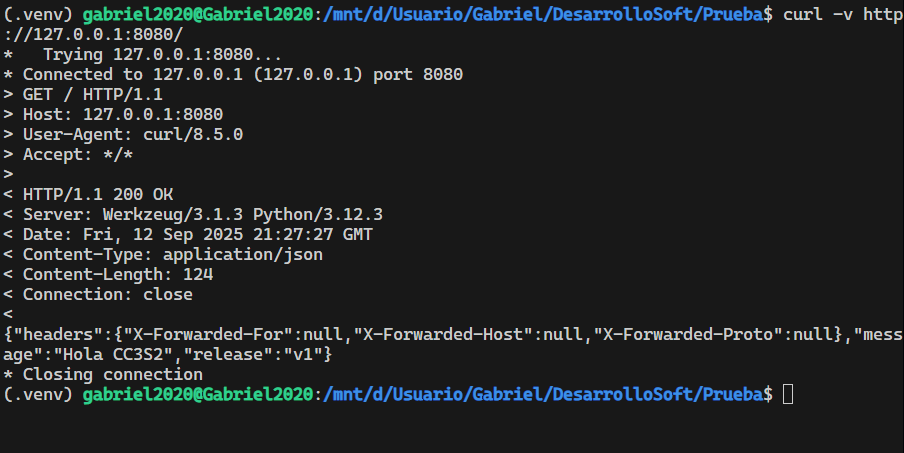 (.venv) gabriel2020@Gabriel2020:/mnt/d/Usuario/Gabriel/DesarrolloSoft/Prueba$ curl -v http
://127.0.0.1:8080/
*   Trying 127.0.0.1:8080...
* Connected to 127.0.0.1 (127.0.0.1) port 8080
> GET / HTTP/1.1
> Host: 127.0.0.1:8080
> User-Agent: curl/8.5.0
> Accept: */*
>
< HTTP/1.1 200 OK
< Server: Werkzeug/3.1.3 Python/3.12.3
< Date: Fri, 12 Sep 2025 21:27:27 GMT
< Content-Type: application/json
< Content-Length: 124
< Connection: close
<
{"headers":{"X-Forwarded-For":null,"X-Forwarded-Host":null,"X-Forwarded-Proto":null},"mess
age":"Hola CC3S2","release":"v1"}
* Closing connection
(.venv) gabriel2020@Gabriel2020:/mnt/d/Usuario/Gabriel/DesarrolloSoft/Prueba$